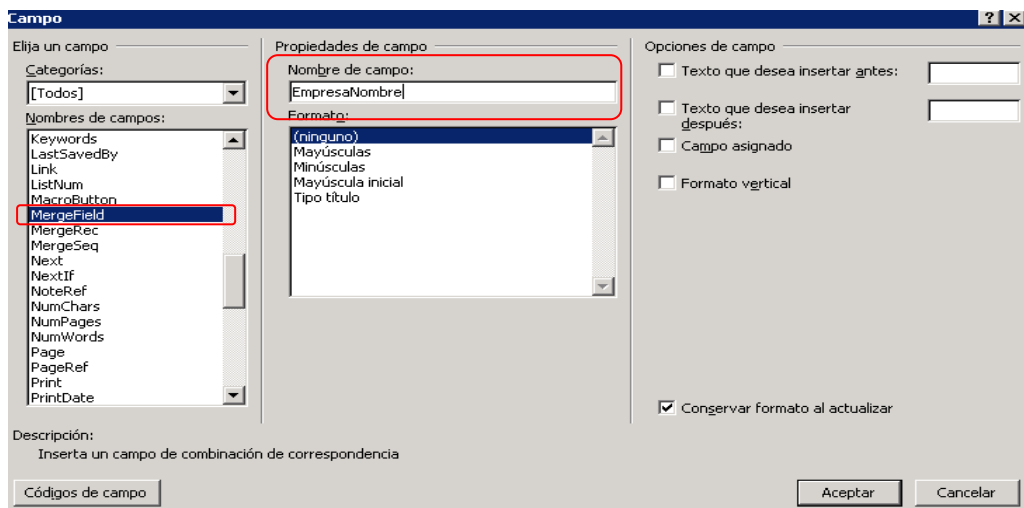 Campo
Elija un campo
Categorías:
[Todos]
Nombres de campos:
Keywords
LastSavedBy
Link
ListNum
MacroButton
MergeField
MergeRec
MergeSeq
Next
NextIf
NoteRef
NumChars
NumPages
NumWords
Page
PageRef
Print
PrintDate
Propiedades de campo
Nombre de campo:
EmpresaNombre
Formato:
(ninguno)
Mayúsculas
Minúsculas
Mayúscula inicial
Tipo título
Opciones de campo
Texto que desea insertar antes:
Texto que desea insertar
después:
Campo asignado
Formato vertical
Conservar formato al actualizar
Descripción:
Inserta un campo de combinación de correspondencia
Códigos de campo
Aceptar
Cancelar